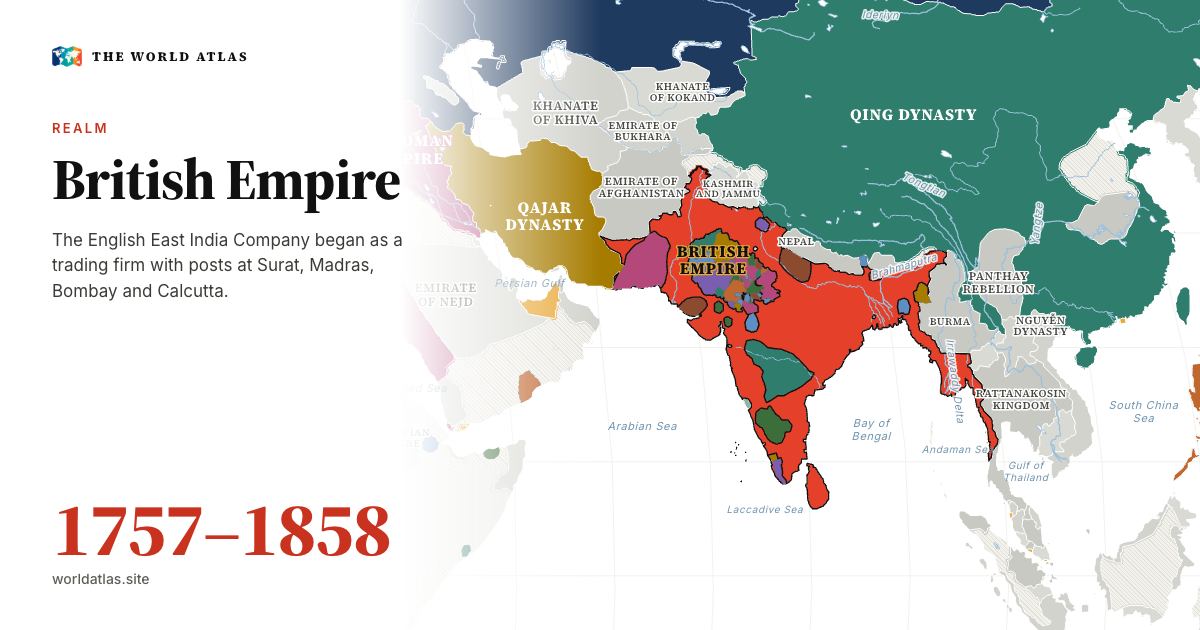 THE WORLD ATLAS
REALM
British Empire
The English East India Company began as a
trading firm with posts at Surat, Madras,
Bombay and Calcutta.
1757–1858
worldatlas.site
Ideriyn
KHANATE
OF KHIVA
KHANATE
OF KOKAND
EMIRATE OF
BUKHARA
QING DYNASTY
EMIRATE OF
AFGHANISTAN
KASHMIR
AND JAMMU
QAJAR
DYNASTY
Tongtian
Yangtze
NEPAL
BRITISH
EMPIRE
Brahmaputra
PANTHAY
REBELLION
EMIRATE
OF NEJD
Persian Gulf
BURMA
NGUYỄN
DYNASTY
Irrawaddy Delta
RATTANAKOSIN
KINGDOM
South China
Sea
Arabian Sea
Bay of
Bengal
Andaman Sea
Gulf of
Thailand
Laccadive Sea